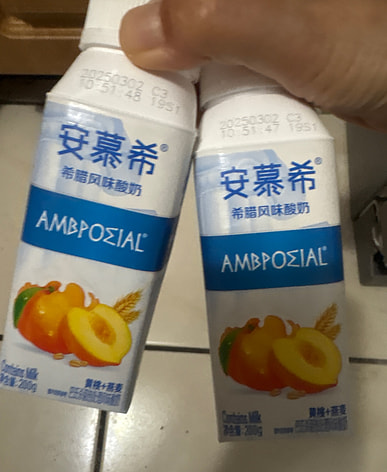 20250302 C3
10:51:48 1951
安慕希®
希腊风味酸奶
AMBPOΣIAL®
Contains Milk
净含量:200g
黄桃+燕麦
20250302 C3
10:51:47 1951
安慕希®
希腊风味酸奶
AMBPOΣIAL®
Contains Milk
净含量:200g
黄桃+燕麦